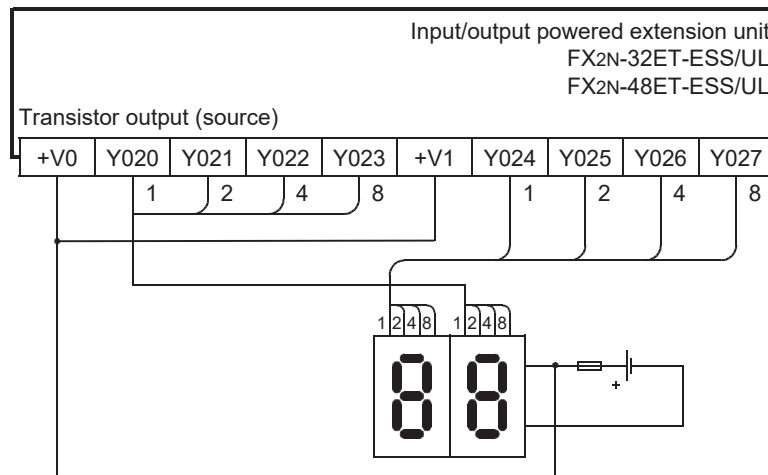 Input/output powered extension unit
FX2N-32ET-ESS/UL
FX2N-48ET-ESS/UL
Transistor output (source)
+V0 Y020 Y021 Y022 Y023 +V1 Y024 Y025 Y026 Y027
1 2 4 8 1 2 4 8
1 2 4 8 1 2 4 8
8 8
+